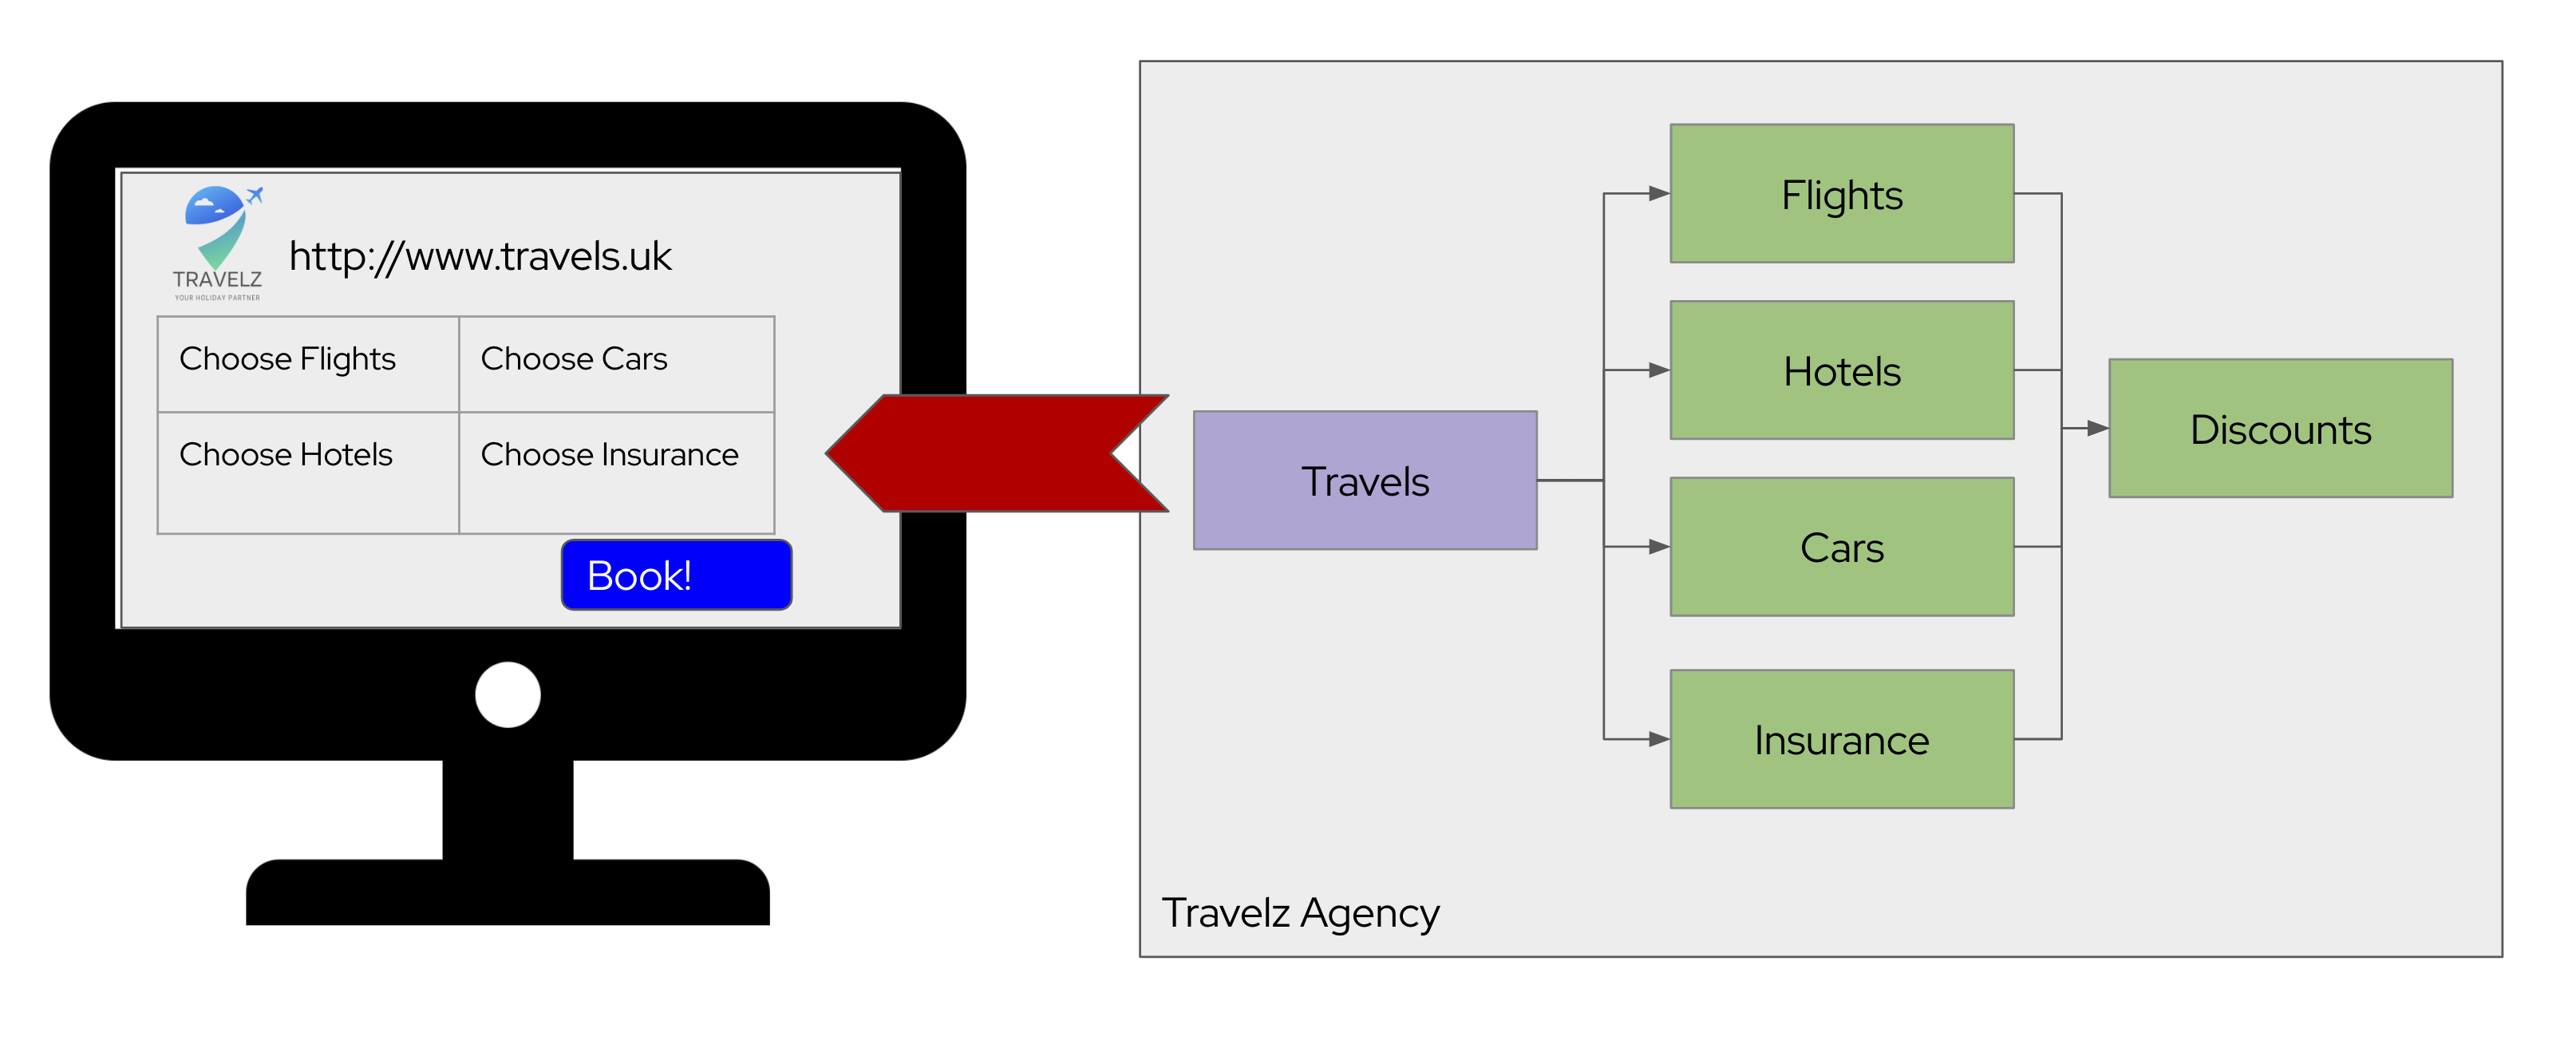 TRAVELZ
YOUR HOLIDAY PARTNER
http://www.travels.uk
Choose Flights
Choose Cars
Choose Hotels
Choose Insurance
Book!
Travels
Flights
Hotels
Cars
Insurance
Discounts
Travelz Agency